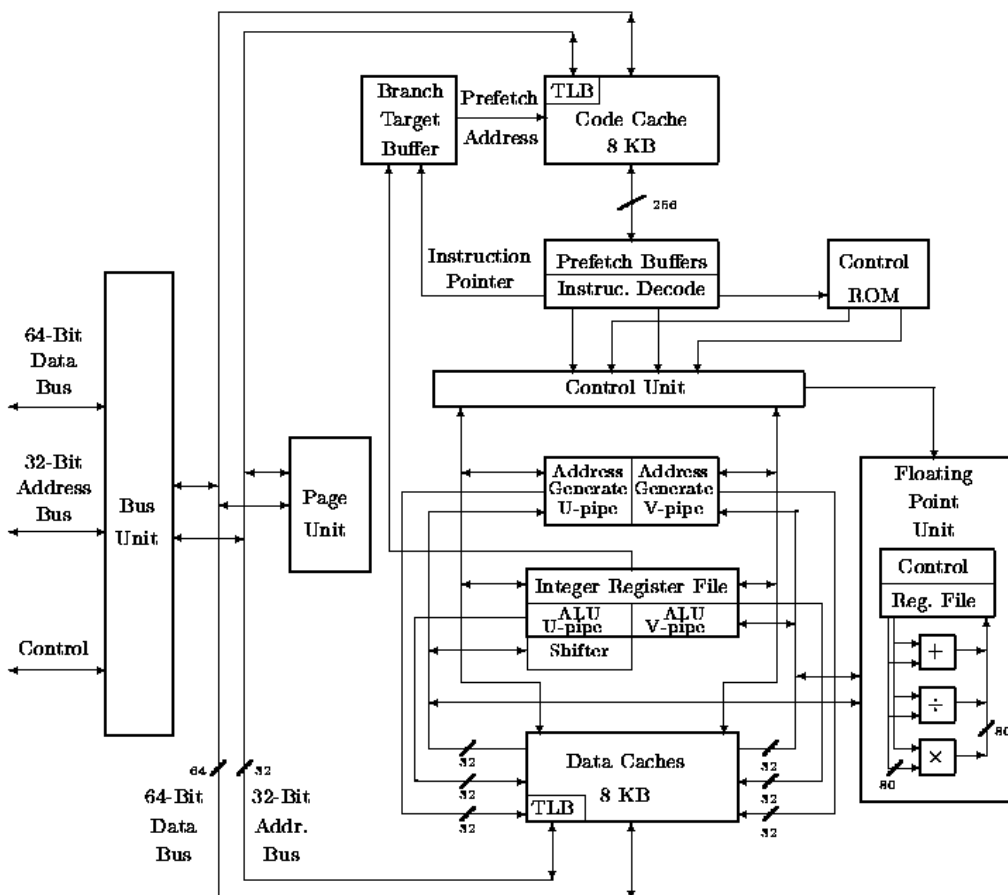 TLB
Code Cache
8 KB
Branch
Target
Buffer
Prefetch
Address
256
Instruction
Pointer
Prefetch Buffers
Instruc. Decode
Control
ROM
Control Unit
64-Bit
Data
Bus
32-Bit
Address
Bus
Control
Bus
Unit
Page
Unit
Address
Generate
U-pipe
Address
Generate
V-pipe
Integer Register File
ALU
U-pipe
ALU
V-pipe
Shifter
Floating
Point
Unit
Control
Reg. File
+
÷
×
80
80
Data Caches
8 KB
TLB
32
32
32
32
32
32
64
32
64-Bit
Data
Bus
32-Bit
Addr.
Bus